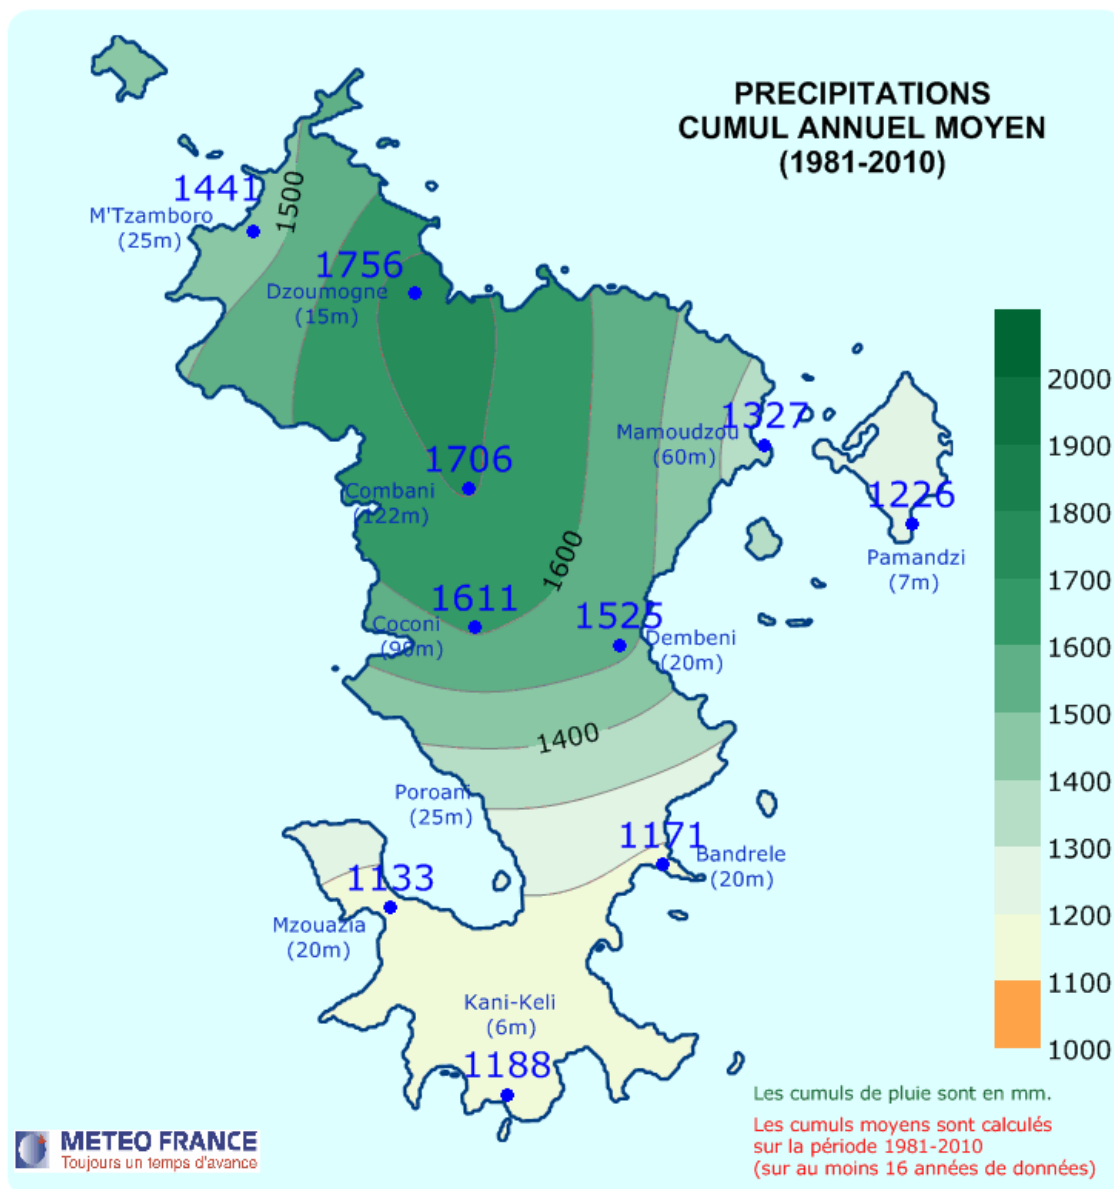 PRECIPITATIONS
CUMUL ANNUEL MOYEN
(1981-2010)
1441
M'Tzamboro
(25m)
1500
1756
Dzoumogne
(15m)
1327
Mamoudzou
(60m)
1706
Combani
(122m)
1226
Pamandzi
(7m)
1600
1611
Coconi
(90m)
1525
Dembeni
(20m)
1400
Poroani
(25m)
1171
Bandrele
(20m)
1133
Mzouazia
(20m)
Kani-Keli
(6m)
1188
2000
1900
1800
1700
1600
1500
1400
1300
1200
1100
1000
Les cumuls de pluie sont en mm.
Les cumuls moyens sont calculés
sur la période 1981-2010
(sur au moins 16 années de données)
METEO FRANCE
Toujours un temps d'avance